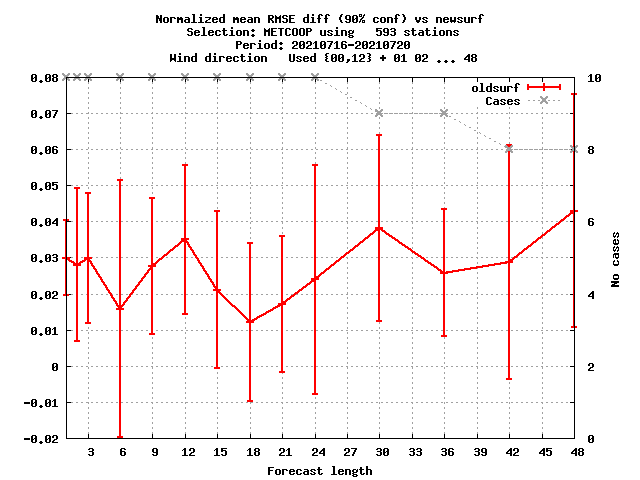 Normalized mean RMSE diff (90% conf) vs newsurf
Selection: METCOOP using   593 stations
Period: 20210716-20210720
Wind direction   Used {00,12} + 01 02 ... 48
oldsurf
Cases
0.08
0.07
0.06
0.05
0.04
0.03
0.02
0.01
0
-0.01
-0.02
10
8
6
4
2
0
No cases
3 6 9 12 15 18 21 24 27 30 33 36 39 42 45 48
Forecast length